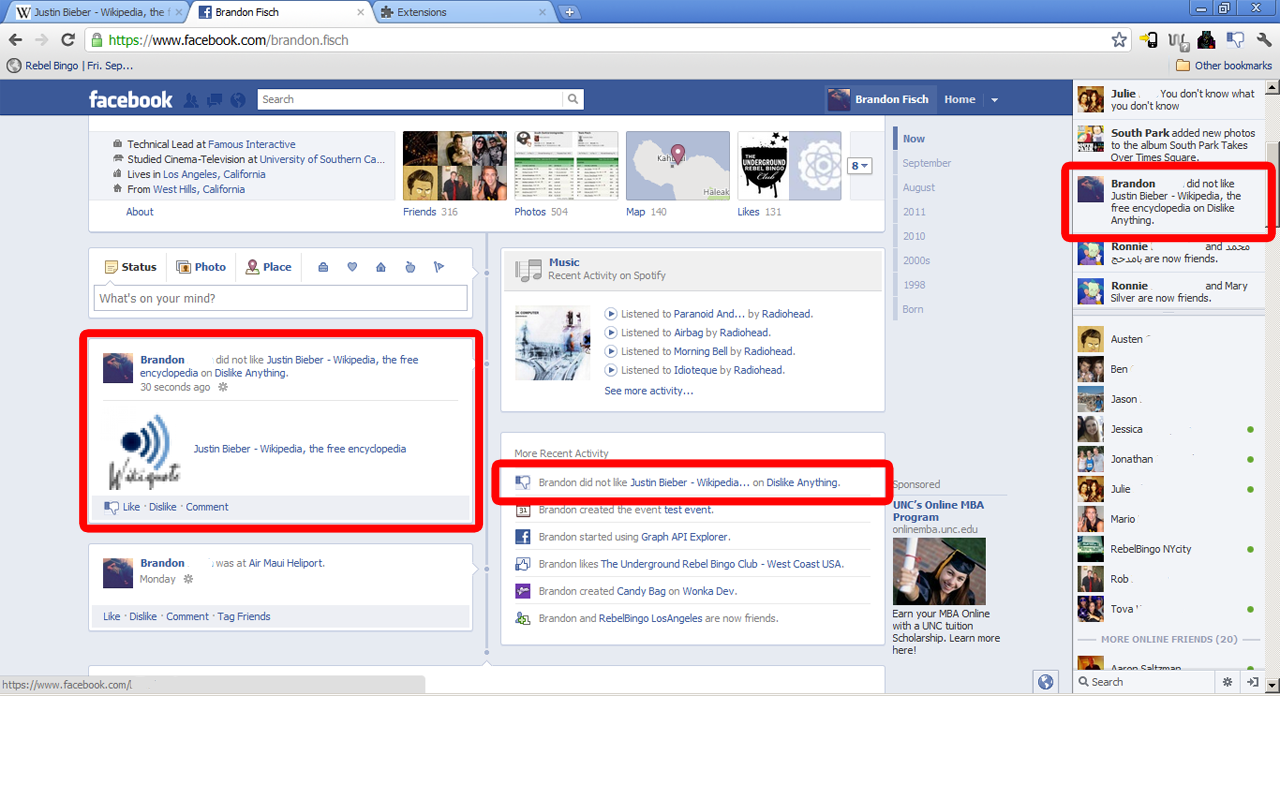 Justin Bieber - Wikipedia, the f
Brandon Fisch
Extensions
https://www.facebook.com/brandon.fisch
Rebel Bingo | Fri. Sep...
Other bookmarks
facebook
Search
Brandon Fisch
Home
Technical Lead at Famous Interactive
Studied Cinema-Television at University of Southern Ca...
Lives in Los Angeles, California
From West Hills, California
About
Friends 316
Photos 504
Kahului
Haleak
Map 140
THE UNDERGROUND
REBEL BINGO
Club
Likes 131
8
Now
September
August
2011
2010
2000s
1998
Born
Status
Photo
Place
What's on your mind?
Brandon did not like Justin Bieber - Wikipedia, the free
encyclopedia on Dislike Anything.
30 seconds ago
Wikiquote
Justin Bieber - Wikipedia, the free encyclopedia
Like · Dislike · Comment
Brandon was at Air Maui Heliport.
Monday
Like · Dislike · Comment · Tag Friends
Music
Recent Activity on Spotify
Listened to Paranoid And... by Radiohead.
Listened to Airbag by Radiohead.
Listened to Morning Bell by Radiohead.
Listened to Idioteque by Radiohead.
See more activity...
More Recent Activity
Brandon did not like Justin Bieber - Wikipedia... on Dislike Anything.
31
Brandon created the event test event.
Brandon started using Graph API Explorer.
Brandon likes The Underground Rebel Bingo Club - West Coast USA.
Brandon created Candy Bag on Wonka Dev.
Brandon and RebelBingo LosAngeles are now friends.
Sponsored
UNC's Online MBA
Program
onlinemba.unc.edu
Earn your MBA Online
with a UNC tuition
Scholarship. Learn more
here!
Julie You don't know what
you don't know
South Park added new photos
to the album South Park Takes
Over Times Square.
Brandon did not like
Justin Bieber - Wikipedia, the
free encyclopedia on Dislike
Anything.
Ronnie and محمد
بامدحج are now friends.
Ronnie and Mary
Silver are now friends.
Austen
Ben
Jason
Jessica
Jonathan
Julie
Mario
RebelBingo NYcity
Rob
Tova
MORE ONLINE FRIENDS (20)
Aaron Saltzman
Search
https://www.facebook.com/